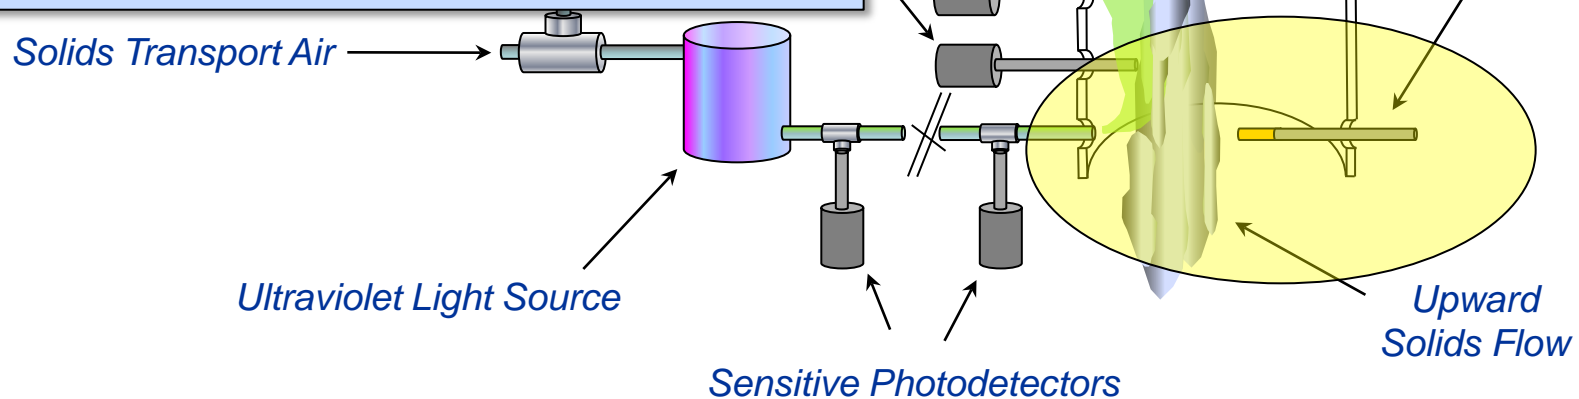 Solids Transport Air
Ultraviolet Light Source
Upward
Solids Flow
Sensitive Photodetectors